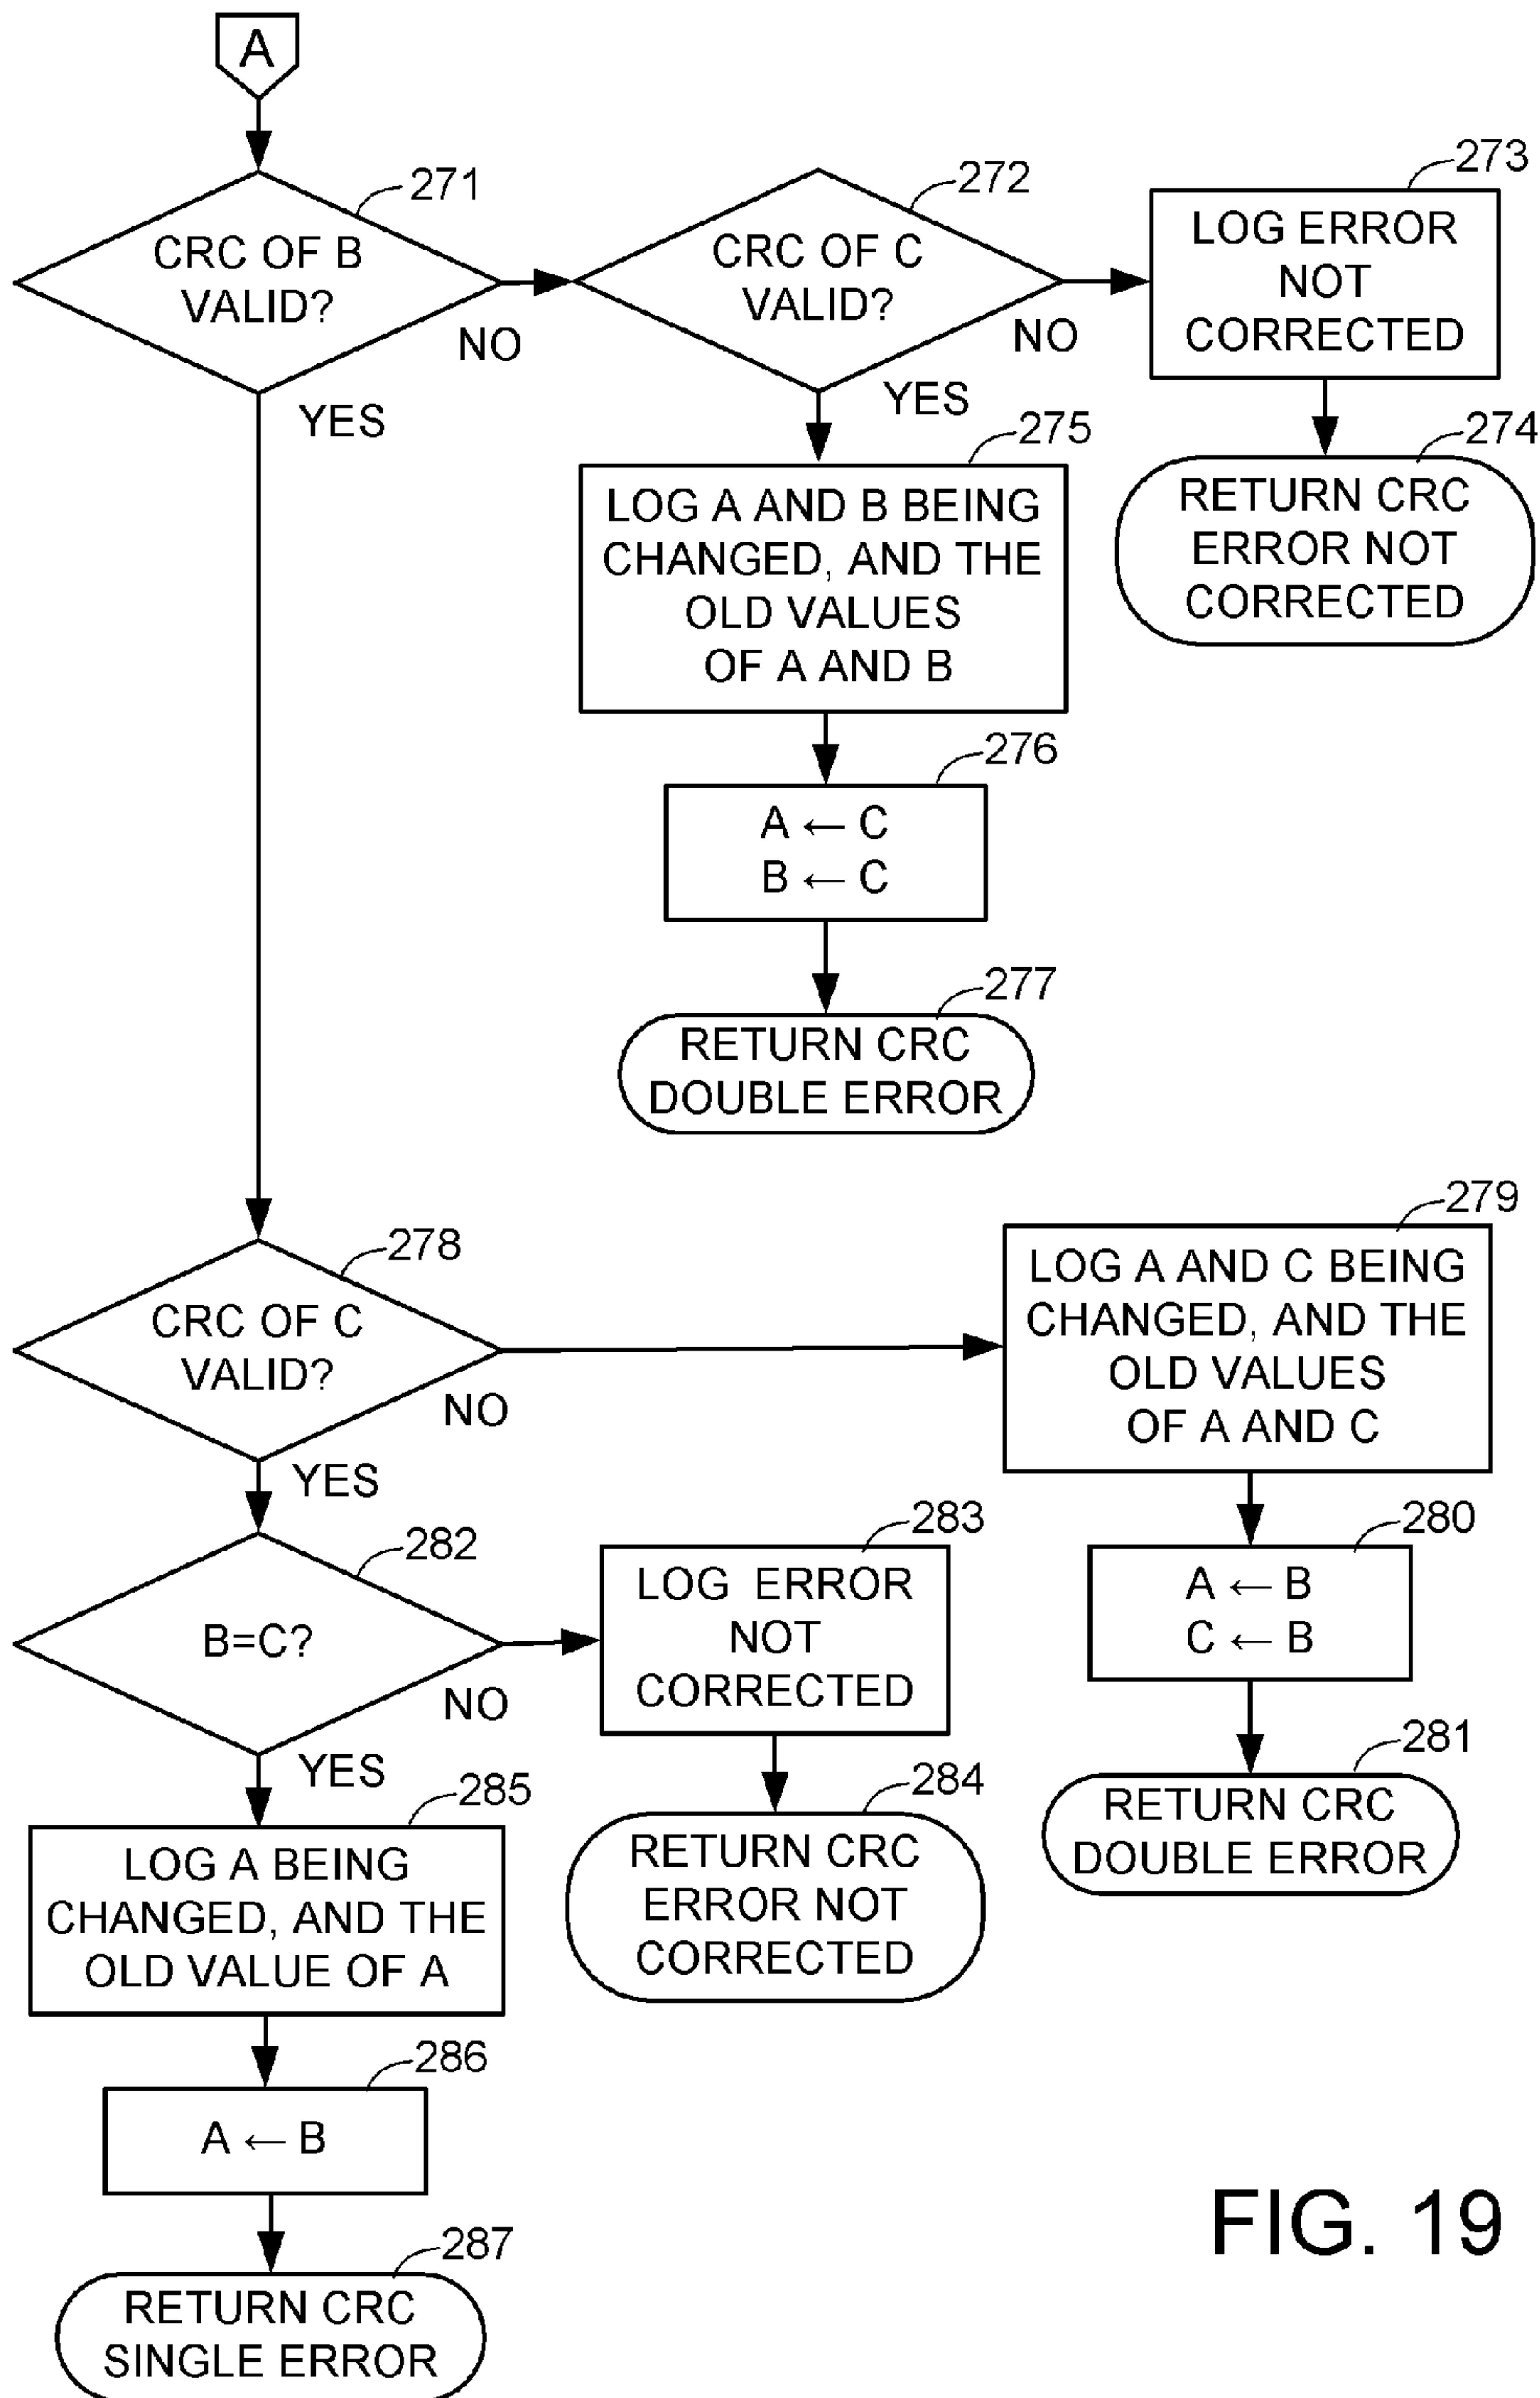 A
271
CRC OF B
VALID?
NO
YES
272
CRC OF C
VALID?
NO
YES
273
LOG ERROR
NOT
CORRECTED
274
RETURN CRC
ERROR NOT
CORRECTED
275
LOG A AND B BEING
CHANGED, AND THE
OLD VALUES
OF A AND B
276
A ← C
B ← C
277
RETURN CRC
DOUBLE ERROR
278
CRC OF C
VALID?
NO
YES
279
LOG A AND C BEING
CHANGED, AND THE
OLD VALUES
OF A AND C
280
A ← B
C ← B
281
RETURN CRC
DOUBLE ERROR
282
B=C?
NO
YES
283
LOG ERROR
NOT
CORRECTED
284
RETURN CRC
ERROR NOT
CORRECTED
285
LOG A BEING
CHANGED, AND THE
OLD VALUE OF A
286
A ← B
287
RETURN CRC
SINGLE ERROR
FIG. 19